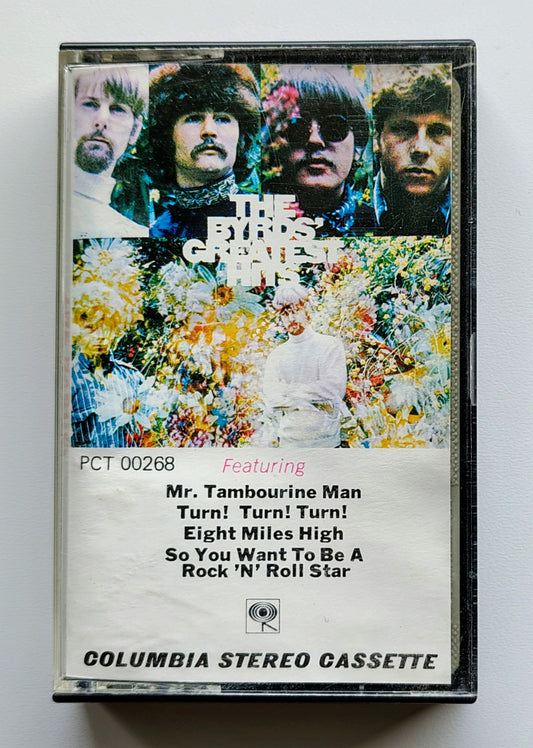 THE
BYRDS'
GREATEST
HITS
PCT 00268
Featuring
Mr. Tambourine Man
Turn! Turn! Turn!
Eight Miles High
So You Want To Be A
Rock 'N' Roll Star
COLUMBIA STEREO CASSETTE